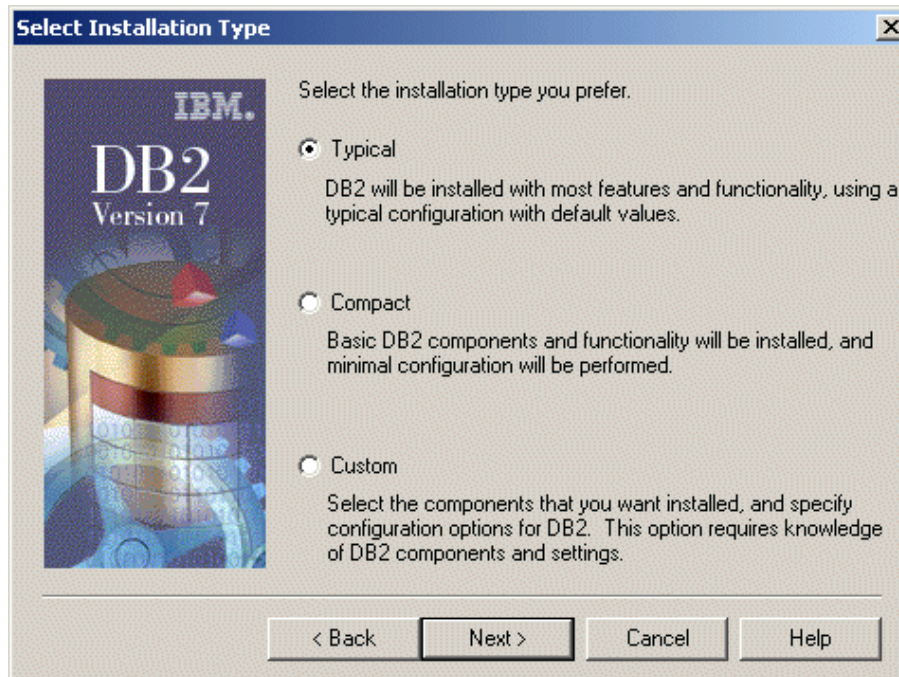 Select Installation Type
IBM.
DB2
Version 7
Select the installation type you prefer.
Typical
DB2 will be installed with most features and functionality, using a
typical configuration with default values.
Compact
Basic DB2 components and functionality will be installed, and
minimal configuration will be performed.
Custom
Select the components that you want installed, and specify
configuration options for DB2.  This option requires knowledge
of DB2 components and settings.
< Back
Next >
Cancel
Help